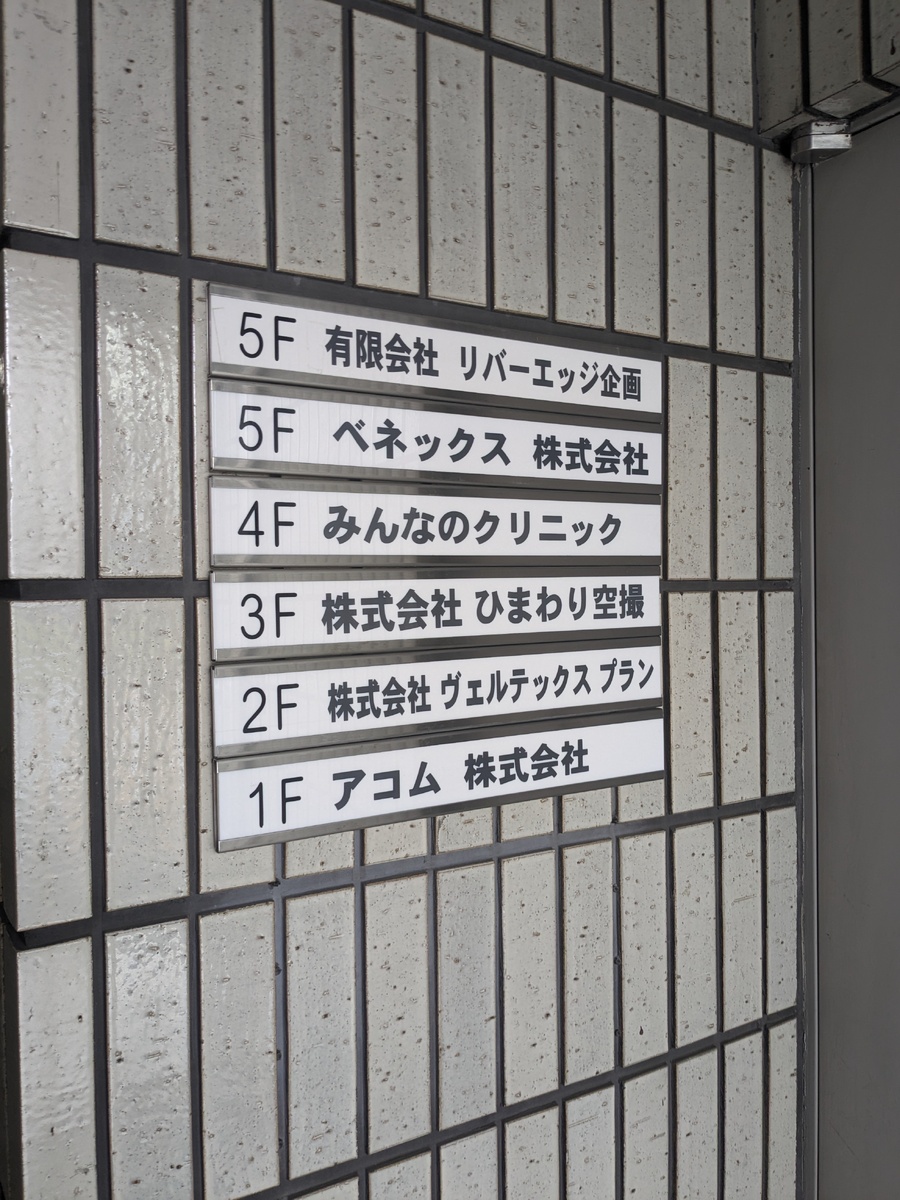 5F 有限会社 リバーエッジ企画
5F ベネックス 株式会社
4F みんなのクリニック
3F 株式会社 ひまわり空撮
2F 株式会社 ヴェルテックス プラン
1F アコム 株式会社